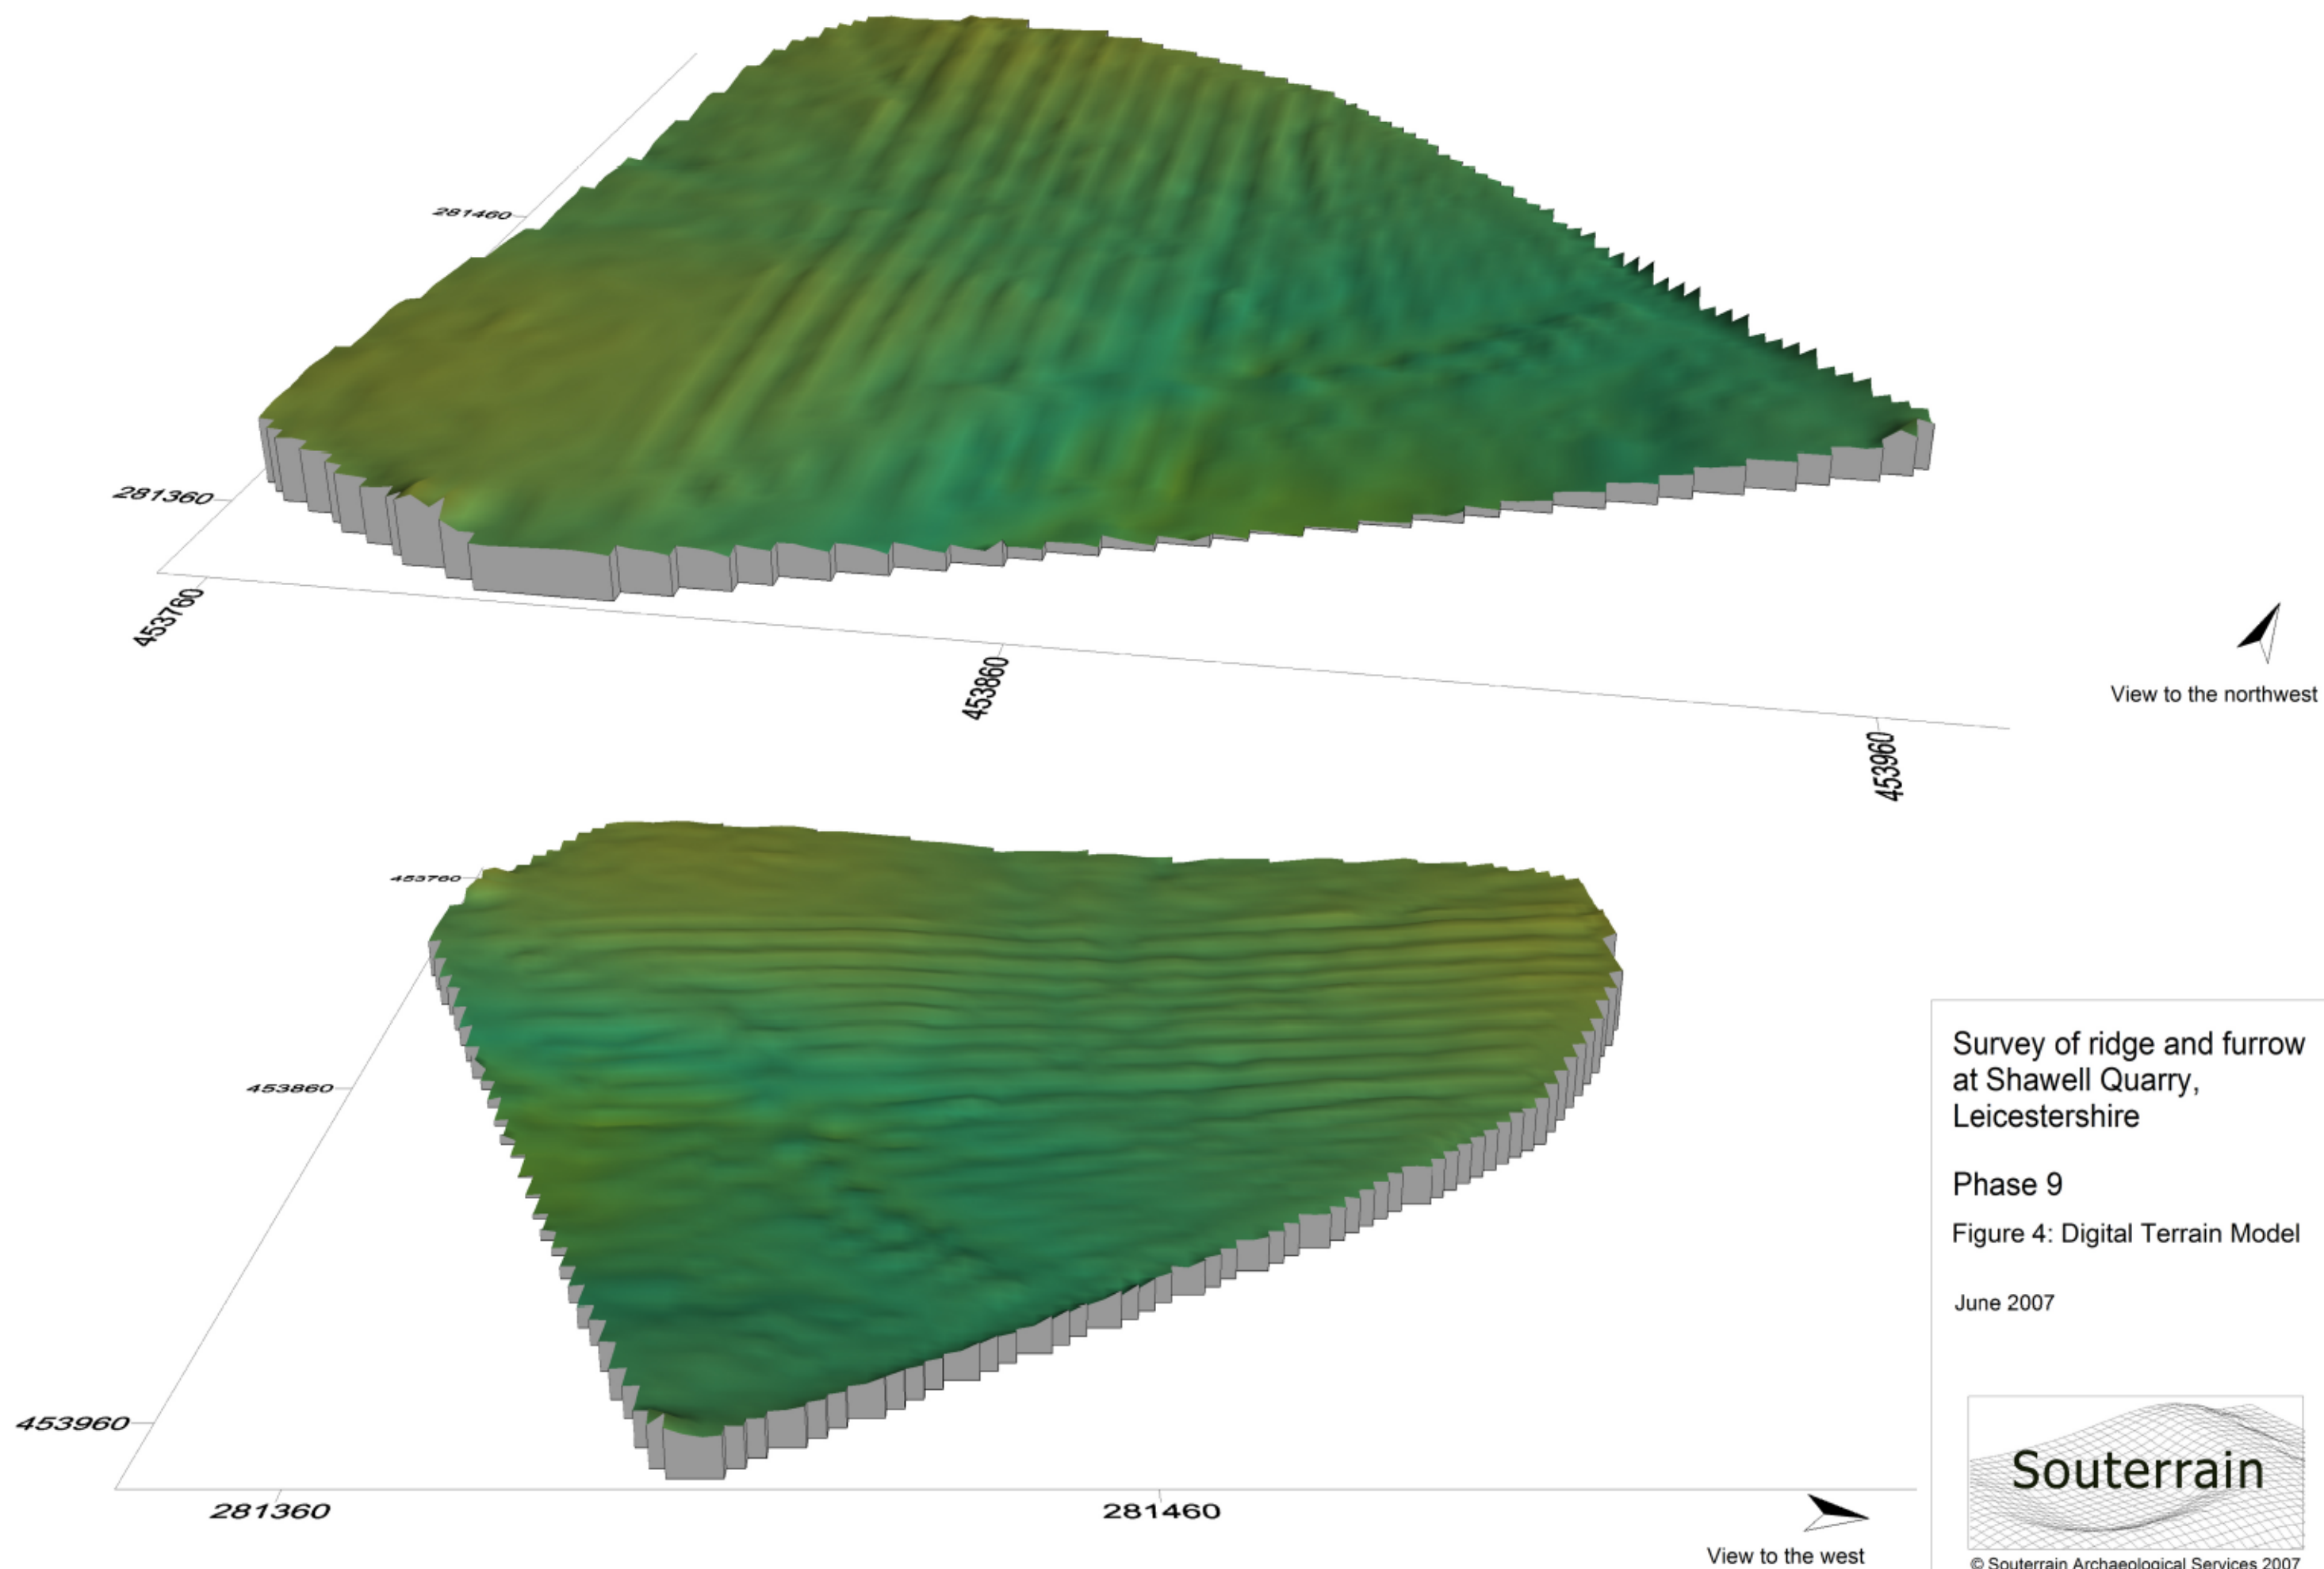 281460
281360
453760
453860
453960
View to the northwest
453760
453860
453960
281360
281460
View to the west
Survey of ridge and furrow
at Shawell Quarry,
Leicestershire
Phase 9
Figure 4: Digital Terrain Model
June 2007
Souterrain
© Souterrain Archaeological Services 2007